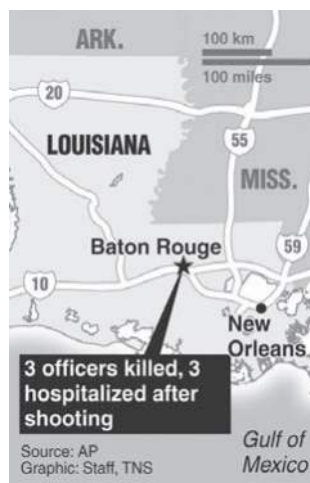 ARK.
100 km
100 miles
20
LOUISIANA
55
MISS.
Baton Rouge
59
10
New
Orleans
3 officers killed, 3
hospitalized after
shooting
Source: AP
Graphic: Staff, TNS
Gulf of
Mexico